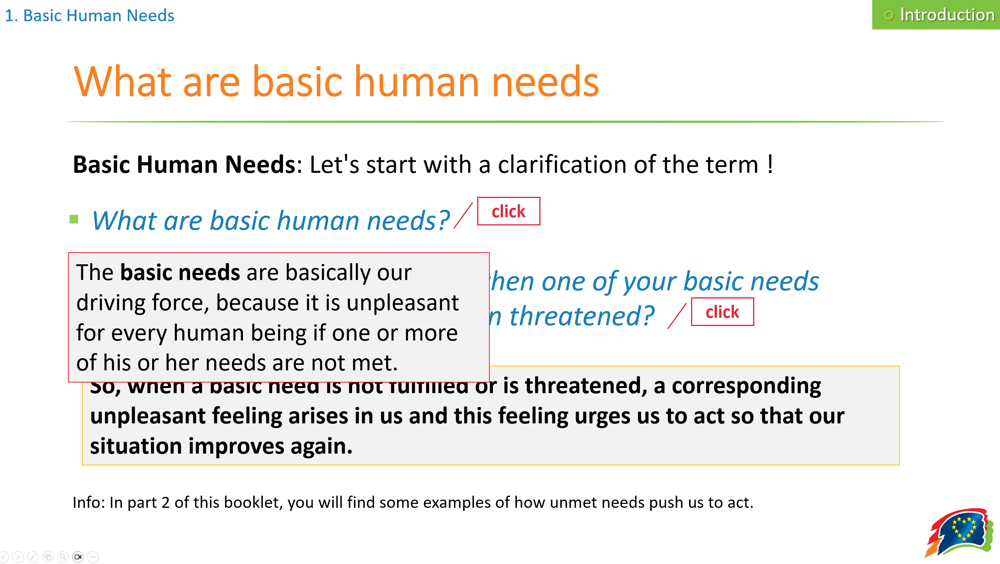 1. Basic Human Needs
Introduction
What are basic human needs
Basic Human Needs: Let's start with a clarification of the term !
What are basic human needs?
click
The basic needs are basically our
driving force, because it is unpleasant
for every human being if one or more
of his or her needs are not met.
one of your basic needs
threatened?
click
So, when a basic need is not fulfilled or is threatened, a corresponding
unpleasant feeling arises in us and this feeling urges us to act so that our
situation improves again.
Info: In part 2 of this booklet, you will find some examples of how unmet needs push us to act.